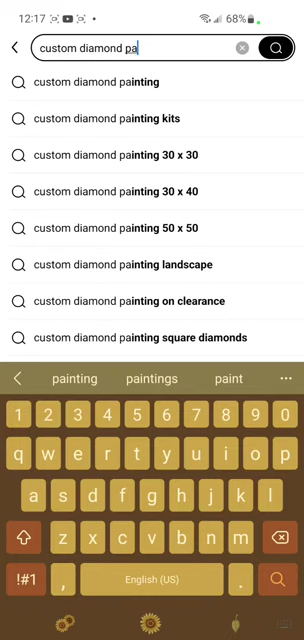 12:17 68%
custom diamond pa
custom diamond painting
custom diamond painting kits
custom diamond painting 30 x 30
custom diamond painting 30 x 40
custom diamond painting 50 x 50
custom diamond painting landscape
custom diamond painting on clearance
custom diamond painting square diamonds
painting paintings paint
1 2 3 4 5 6 7 8 9 0
q w e r t y u i o p
a s d f g h j k l
z x c v b n m
!#1 , English (US) .